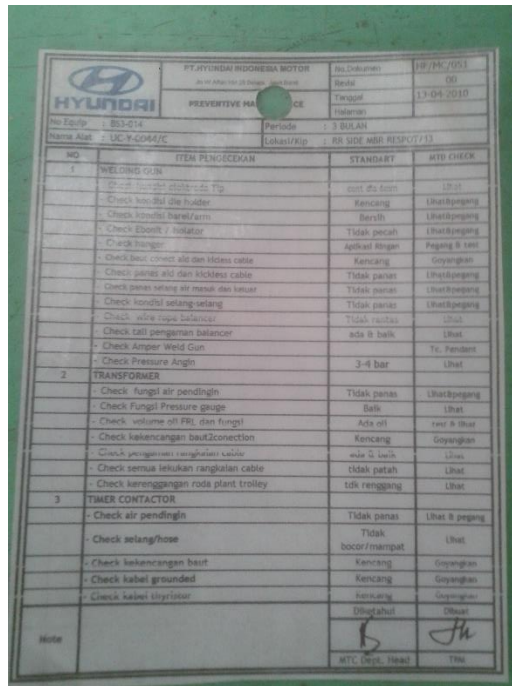 HYUNDAI
PT.HYUNDAI INDONESIA MOTOR
PREVENTIVE MA CE
No.Dokumen HF/MC/053
Revisi 00
Tanggal 13-04-2010
Halaman
No Equip : BS3-014 Periode : 3 BULAN
Nama Alat : UC-Y-C044/C Lokasi/Kip : RR SIDE MBR RESPOT/13
NO ITEM PENGECEKAN STANDART MTD CHECK
1 WELDING GUN
- Check kondisi Lihat
- Check kondisi die holder Kencang Lihat&pegang
- Check kondisi barel/arm Bersih Lihat&pegang
- Check Ebonit / Isolator Tidak pecah Lihat&pegang
- Check hanger Aplikasi Ringan Pegang & test
- Check baut conect aid dan kickless cable Kencang Goyangkan
- Check panas aid dan kickless cable Tidak panas Lihat&pegang
- Check panas selang air masuk dan keluar Tidak panas Lihat&pegang
- Check kondisi selang-selang Tidak panas Lihat&pegang
- Check wire rope balancer Tidak rantas Lihat
- Check tali pengaman balancer ada & baik Lihat
- Check Amper Weld Gun Tc. Pendant
- Check Pressure Angin 3-4 bar Lihat
2 TRANSFORMER
- Check fungsi air pendingin Tidak panas Lihat&pegang
- Check Fungsi Pressure gauge Baik Lihat
- Check volume oli FRL dan fungsi Ada oli test & lihat
- Check kekencangan baut2conection Kencang Goyangkan
- Check pengaman rangkaian cable ada & baik Lihat
- Check semua lekukan rangkaian cable tidak patah Lihat
- Check kerenggangan roda plant trolley tdk renggang Lihat
3 TIMER CONTACTOR
- Check air pendingin Tidak panas Lihat & pegang
- Check selang/hose Tidak bocor/mampat Lihat
- Check kekencangan baut Kencang Goyangkan
- Check kabel grounded Kencang Goyangkan
- Check kabel thyristor Kencang Goyangkan
Note
Diketahui Dibuat
MTC Dept. Head